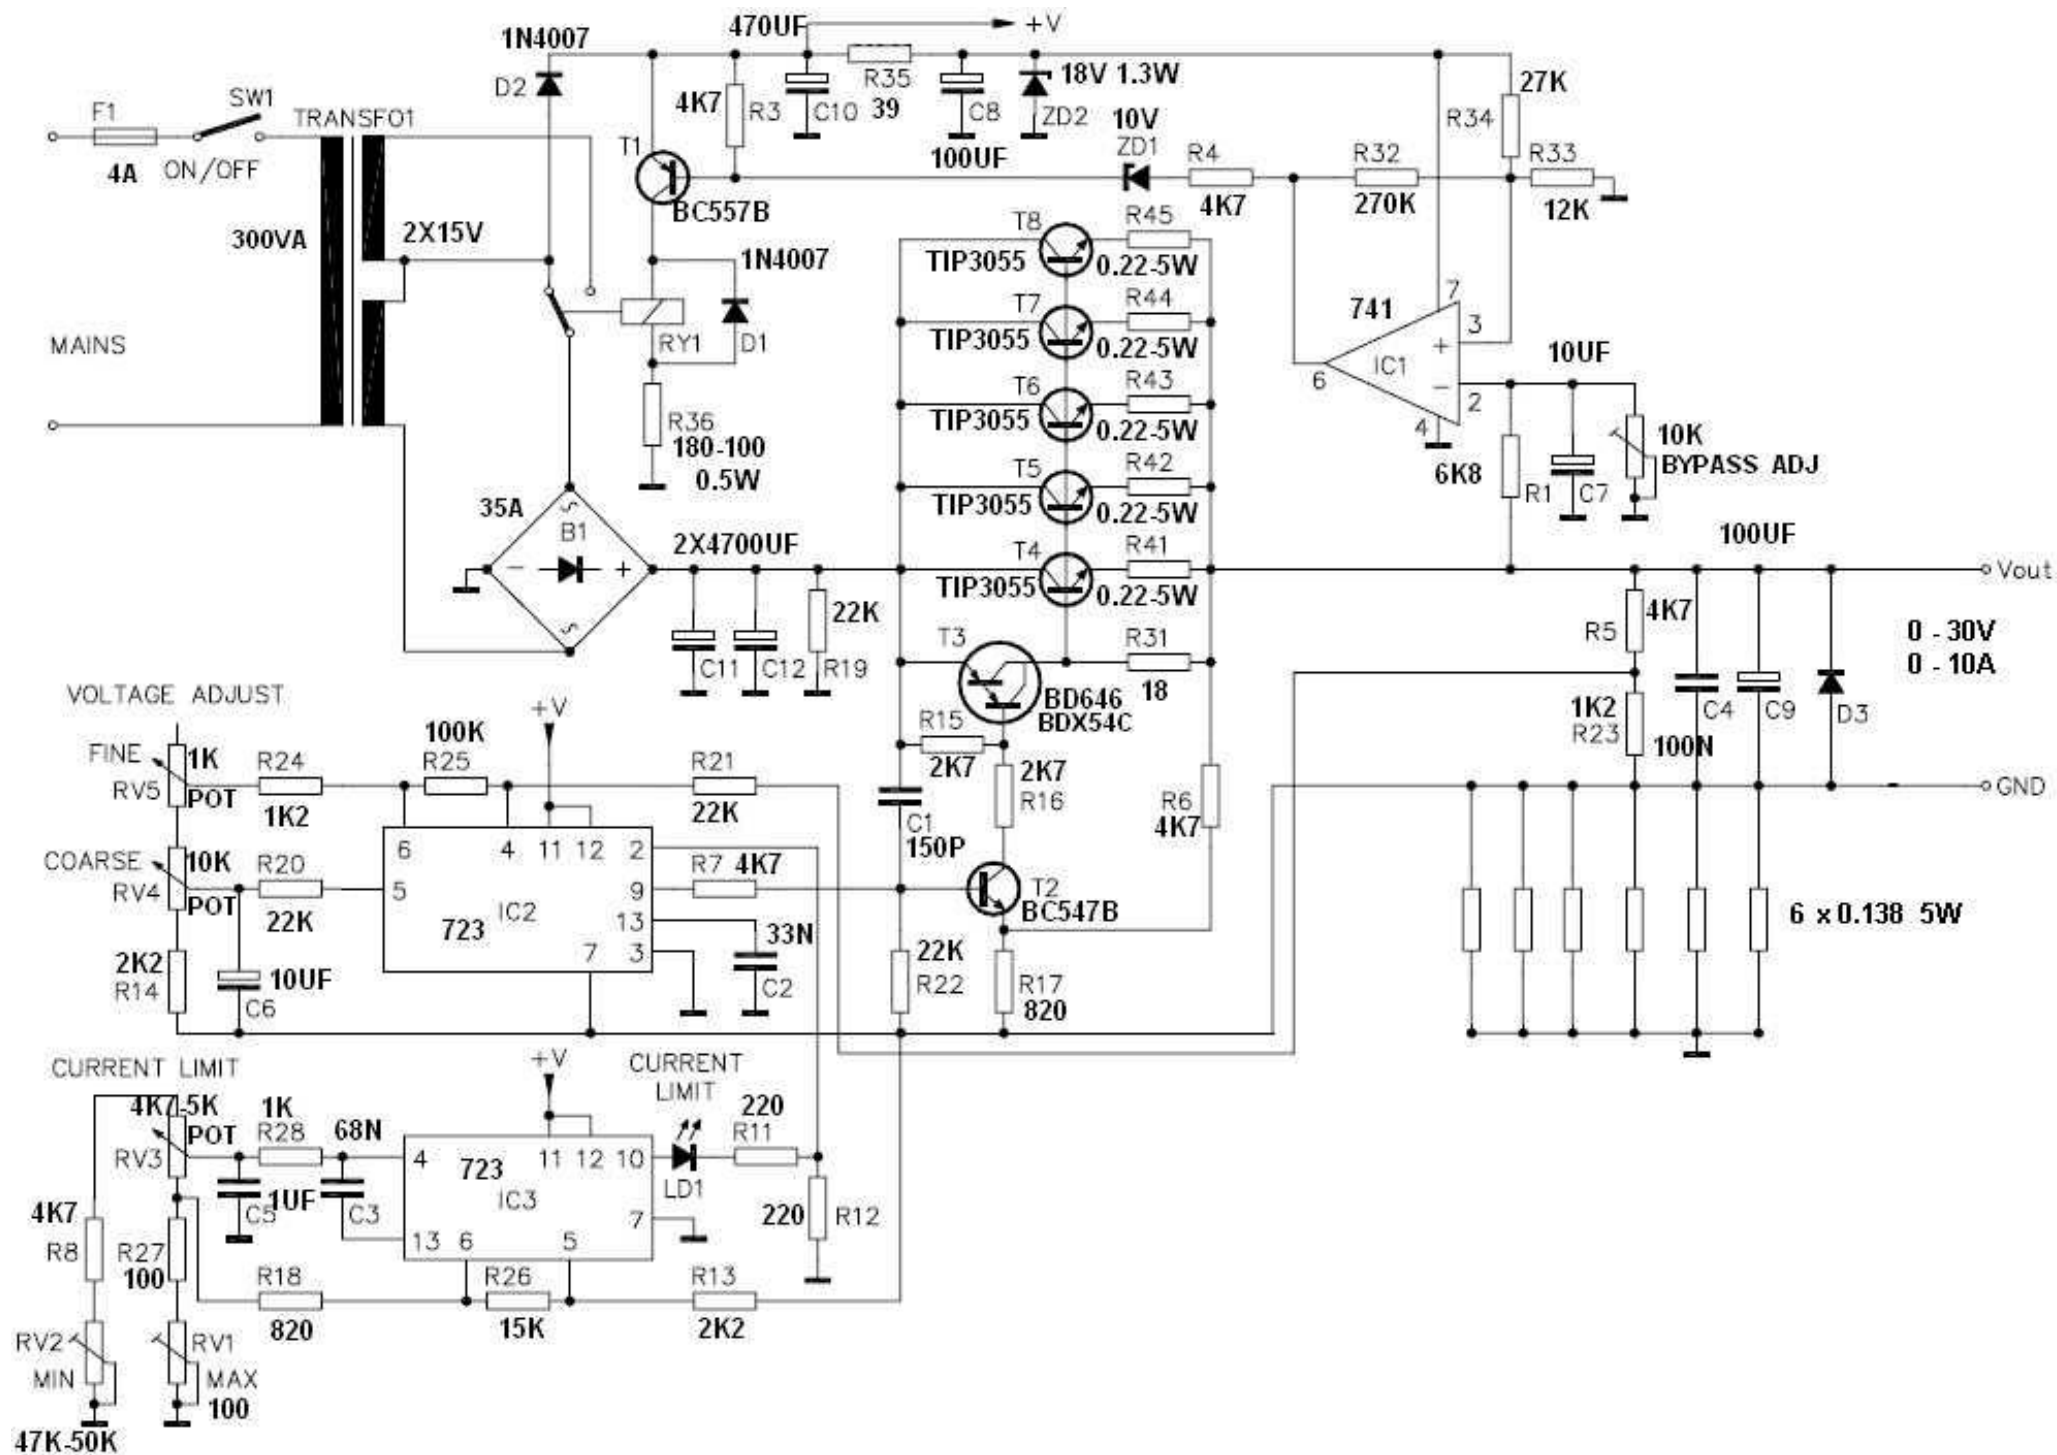 470UF
+V
1N4007
D2
R35
39
C10
C8
18V 1.3W
ZD2
27K
R34
F1
4A
SW1
ON/OFF
TRANSFO1
4K7
R3
100UF
10V
ZD1
R4
4K7
R32
270K
R33
12K
T1
BC557B
300VA
2X15V
T8
R45
TIP3055
0.22-5W
1N4007
T7
R44
TIP3055
0.22-5W
741
7
3
+
IC1
6
−
2
4
10UF
MAINS
RY1
D1
T6
R43
TIP3055
0.22-5W
R36
180-100
0.5W
6K8
R1
C7
10K
BYPASS ADJ
T5
R42
TIP3055
0.22-5W
35A
S
B1
−
+
S
2X4700UF
T4
R41
TIP3055
0.22-5W
100UF
Vout
C11
C12
22K
R19
T3
R31
18
BD646
BDX54C
4K7
R5
1K2
R23
100N
C4
C9
D3
0 - 30V
0 - 10A
VOLTAGE ADJUST
+V
FINE
1K
RV5
POT
R24
1K2
100K
R25
R21
22K
R15
2K7
2K7
R16
C1
150P
R6
4K7
GND
COARSE
10K
RV4
POT
R20
22K
6
4
11
12
2
5
9
13
7
3
IC2
723
R7
4K7
T2
BC547B
6 x 0.138 5W
2K2
R14
10UF
C6
33N
C2
22K
R22
R17
820
CURRENT LIMIT
+V
CURRENT
LIMIT
4K7-5K
POT
RV3
1K
R28
68N
C5
1UF
C3
4
723
11
12
10
IC3
13
6
5
7
LD1
220
R11
220
R12
4K7
R8
R27
100
R18
820
R26
15K
R13
2K2
RV2
MIN
47K-50K
RV1
MAX
100